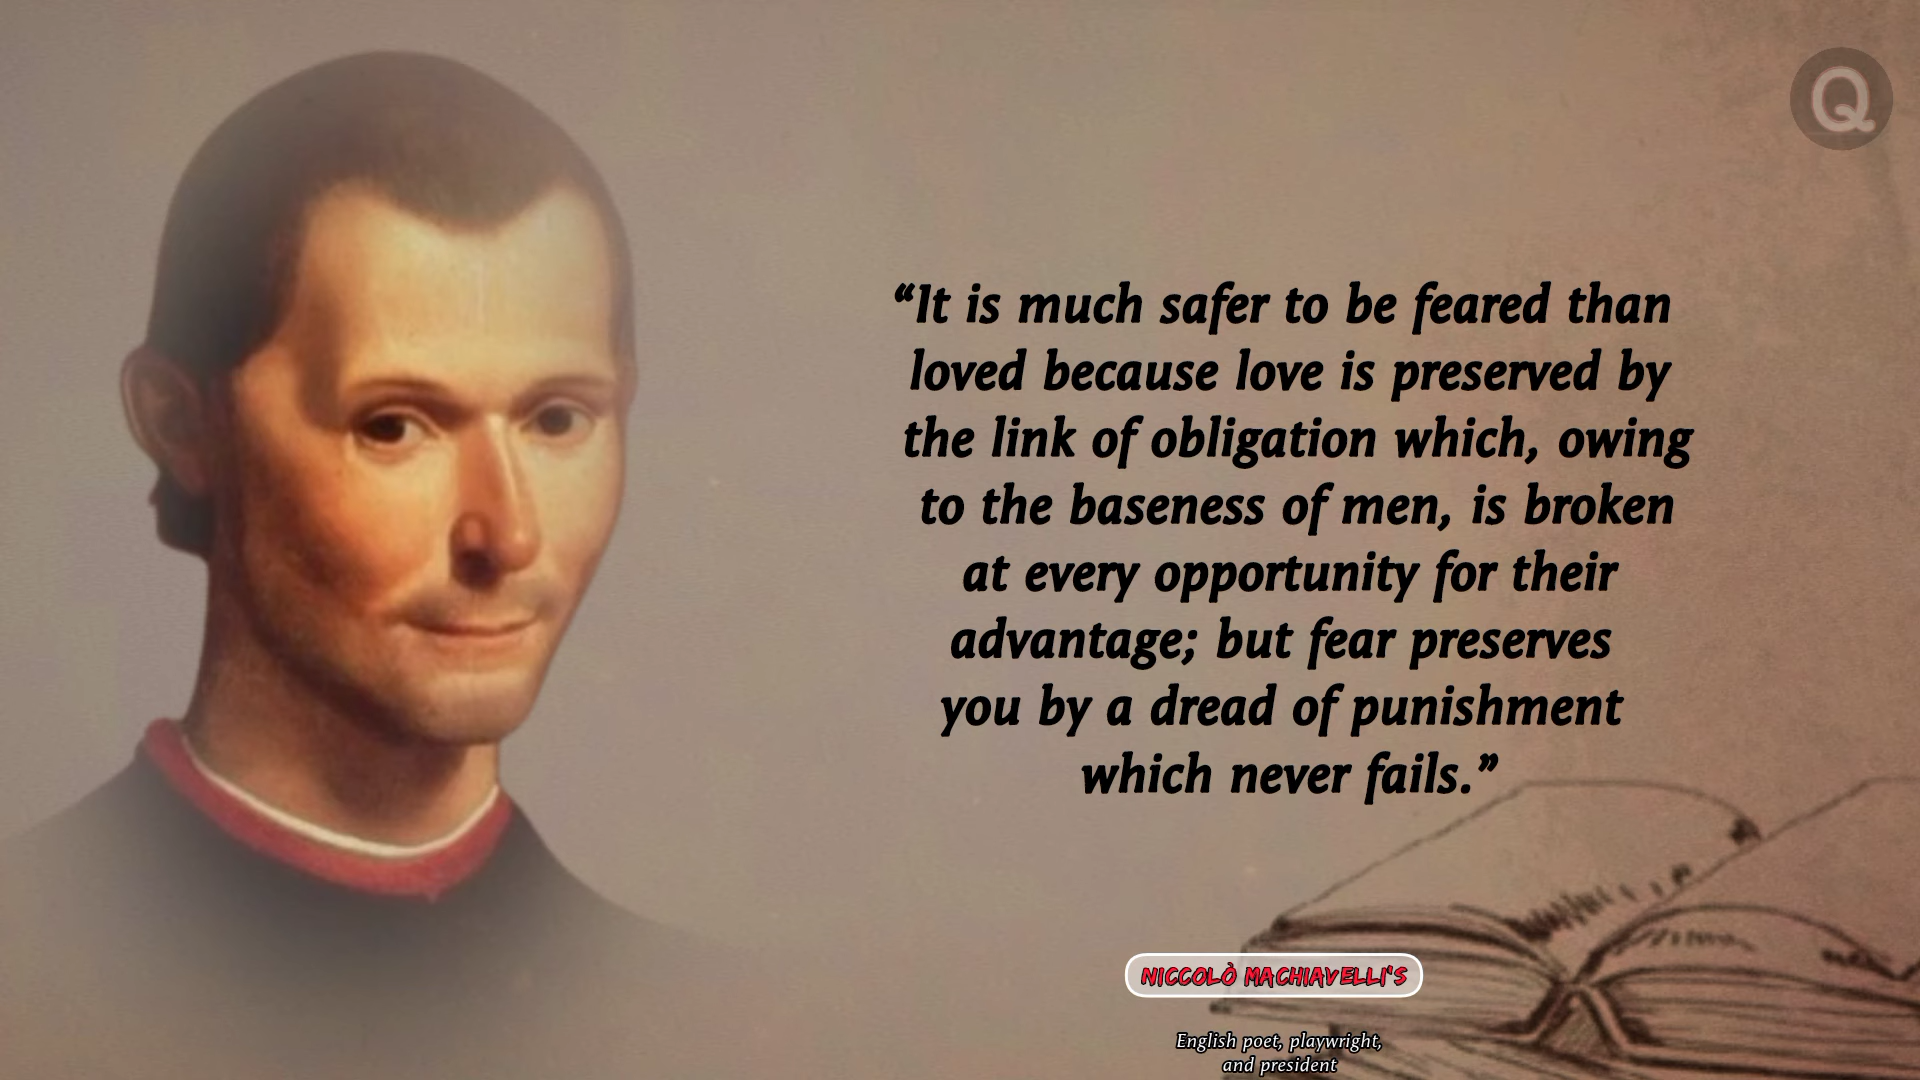 Q
“It is much safer to be feared than
loved because love is preserved by
the link of obligation which, owing
to the baseness of men, is broken
at every opportunity for their
advantage; but fear preserves
you by a dread of punishment
which never fails.”
NICCOLÒ MACHIAVELLI'S
English poet, playwright,
and president